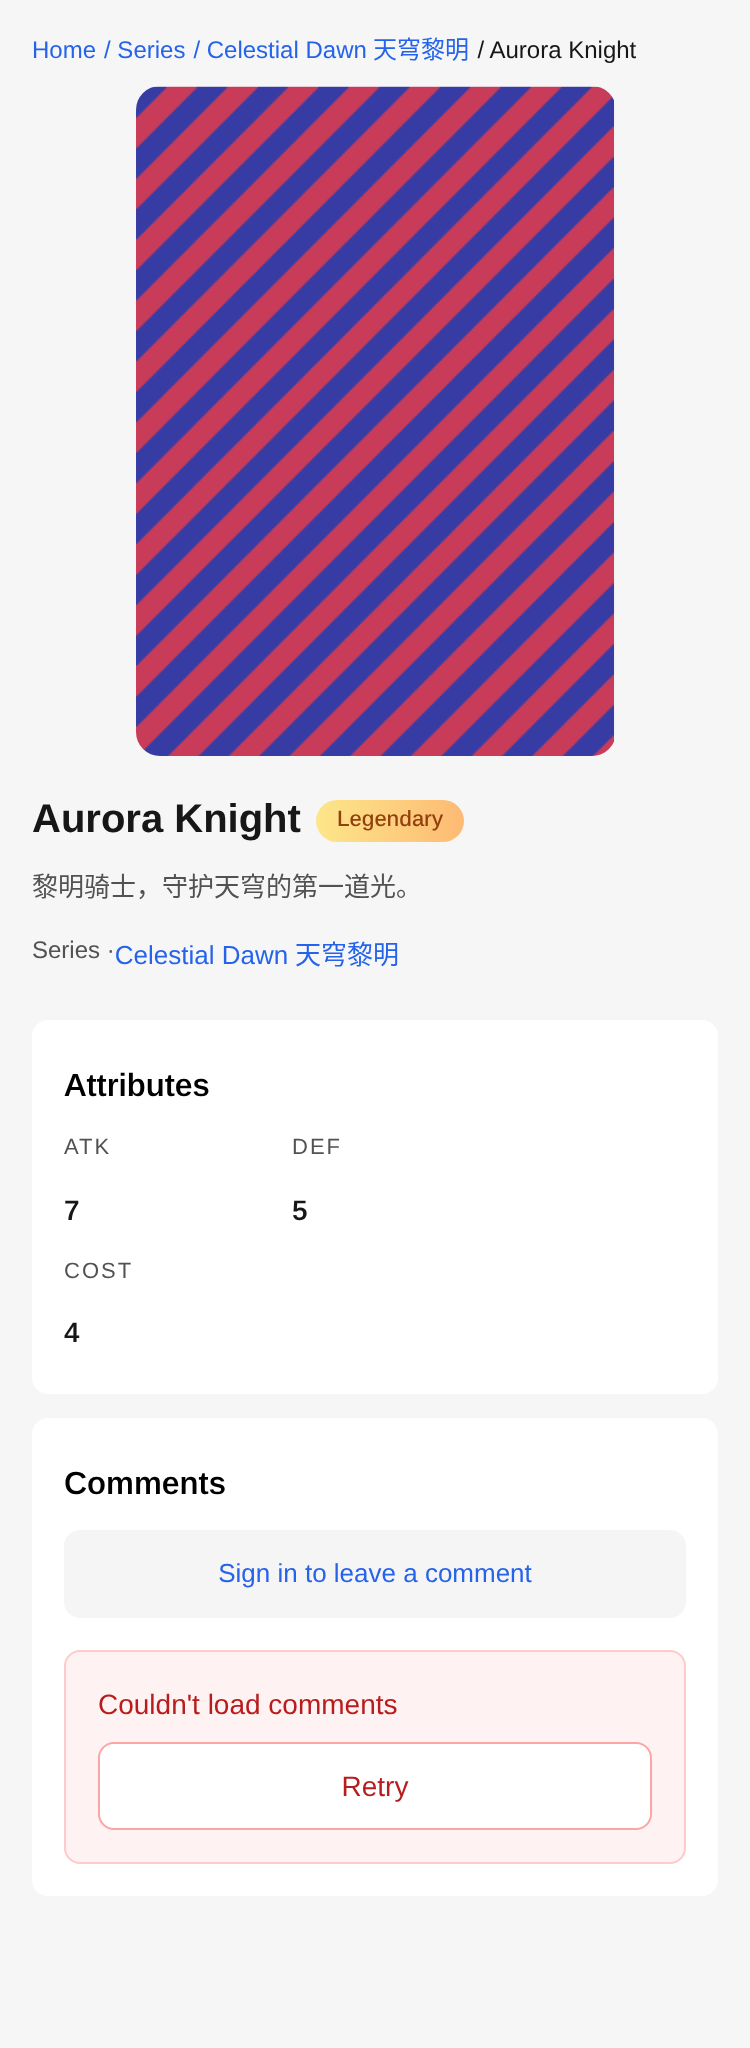 Home / Series / Celestial Dawn 天穹黎明 / Aurora Knight
Aurora Knight Legendary
黎明骑士，守护天穹的第一道光。
Series ·Celestial Dawn 天穹黎明
Attributes
ATK DEF
7 5
COST
4
Comments
Sign in to leave a comment
Couldn't load comments
Retry